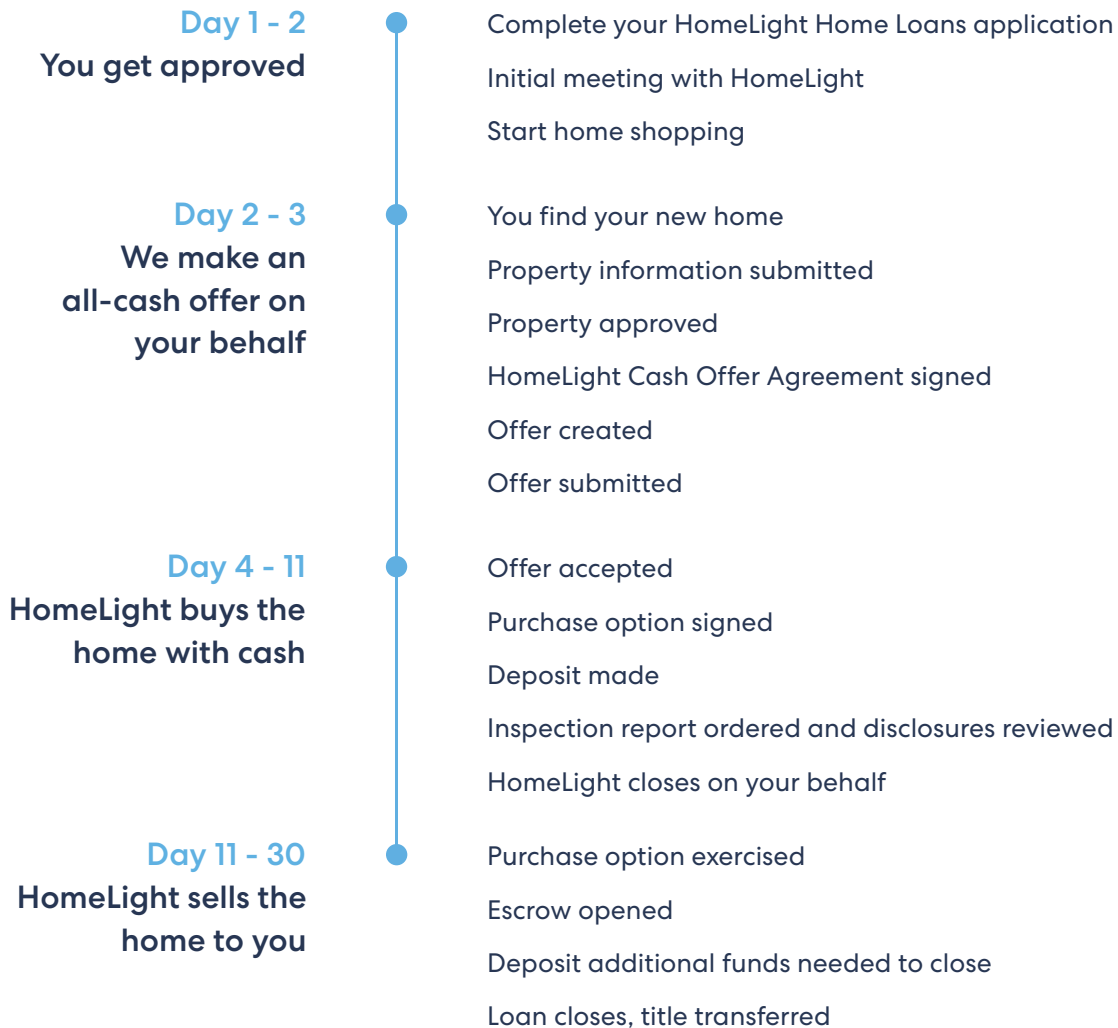 Day 1 - 2
You get approved
Complete your HomeLight Home Loans application
Initial meeting with HomeLight
Start home shopping
Day 2 - 3
We make an
all-cash offer on
your behalf
You find your new home
Property information submitted
Property approved
HomeLight Cash Offer Agreement signed
Offer created
Offer submitted
Day 4 - 11
HomeLight buys the
home with cash
Offer accepted
Purchase option signed
Deposit made
Inspection report ordered and disclosures reviewed
HomeLight closes on your behalf
Day 11 - 30
HomeLight sells the
home to you
Purchase option exercised
Escrow opened
Deposit additional funds needed to close
Loan closes, title transferred